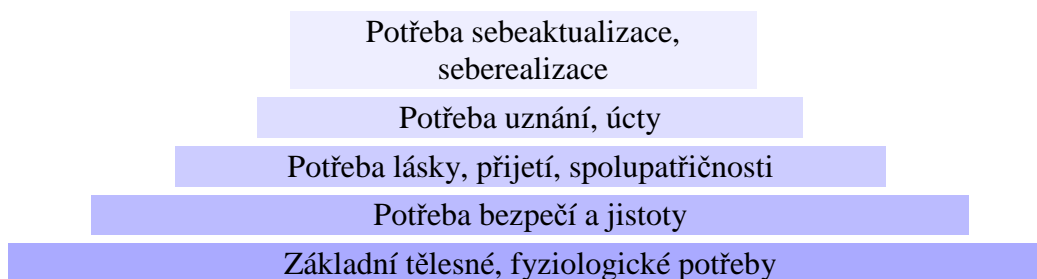 Potřeba sebeaktualizace,
seberealizace
Potřeba uznání, úcty
Potřeba lásky, přijetí, spolupatřičnosti
Potřeba bezpečí a jistoty
Základní tělesné, fyziologické potřeby